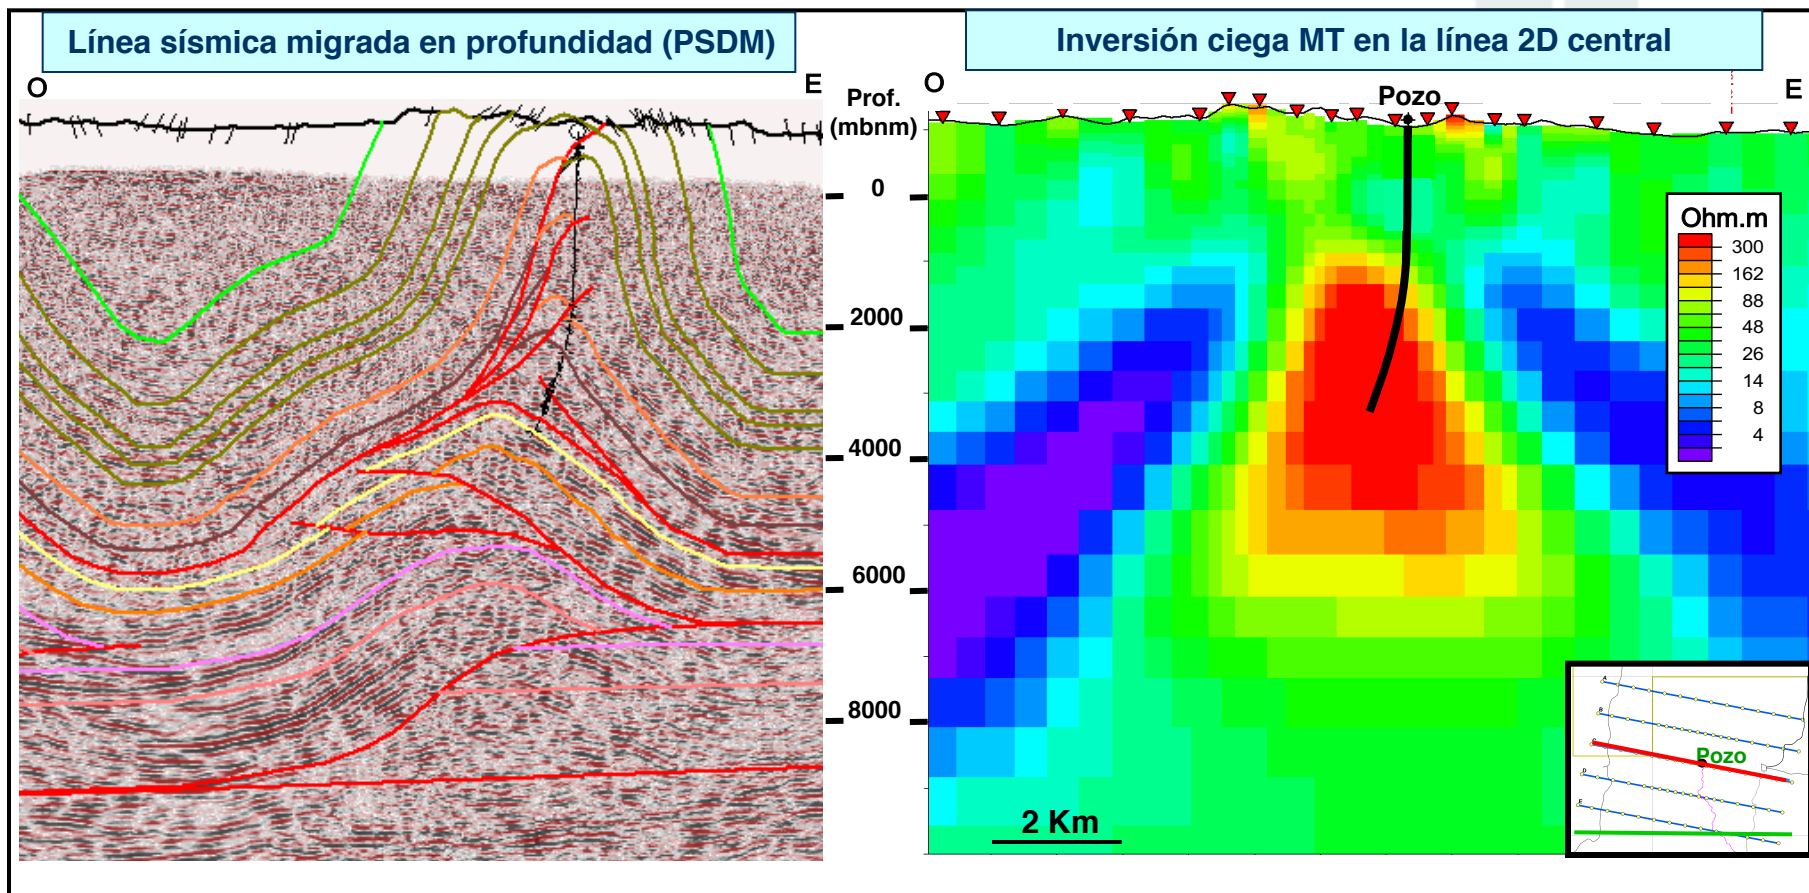 Línea sísmica migrada en profundidad (PSDM)
Inversión ciega MT en la línea 2D central
O
E
Prof.
(mbnm)
O
Pozo
E
0
2000
4000
6000
8000
Ohm.m
300
162
88
48
26
14
8
4
2 Km
A
B
C
Pozo
D
E